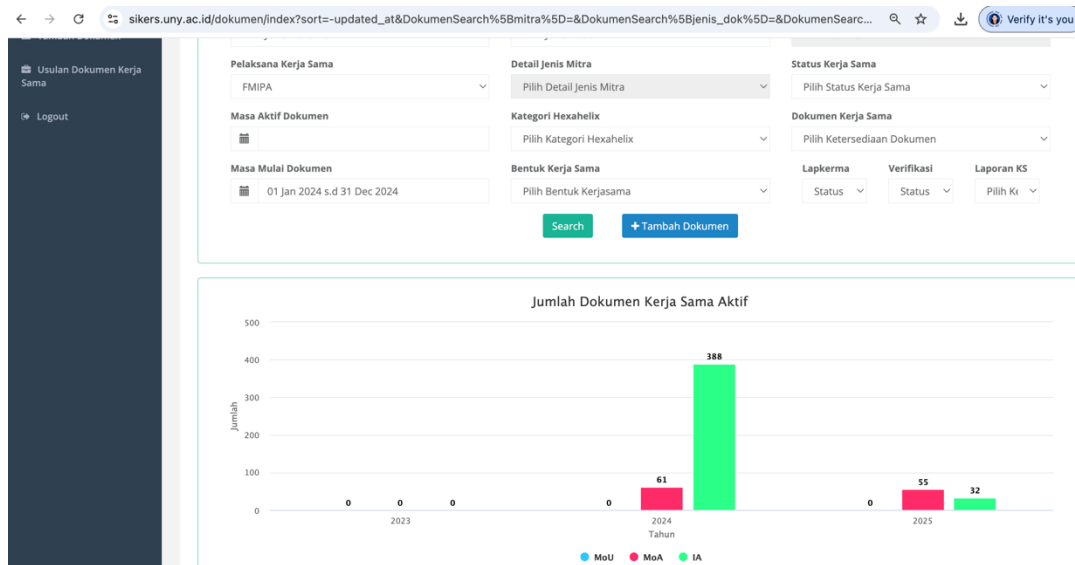 sikers.uny.ac.id/dokumen/index?sort=-updated_at&DokumenSearch%5Bmitra%5D=&DokumenSearch%5Bjenis_dok%5D=&DokumenSearc...
Verify it's you
Usulan Dokumen Kerja
Sama
Logout
Pelaksana Kerja Sama
Detail Jenis Mitra
Status Kerja Sama
FMIPA
Pilih Detail Jenis Mitra
Pilih Status Kerja Sama
Masa Aktif Dokumen
Kategori Hexahelix
Dokumen Kerja Sama
Pilih Kategori Hexahelix
Pilih Ketersediaan Dokumen
Masa Mulai Dokumen
Bentuk Kerja Sama
Lapkerma
Verifikasi
Laporan KS
01 Jan 2024 s.d 31 Dec 2024
Pilih Bentuk Kerjasama
Status
Status
Pilih
Search
+ Tambah Dokumen
Jumlah Dokumen Kerja Sama Aktif
500
400
300
200
100
0
Jumlah
0 0 0
0 61 388
0 55 32
2023 2024 2025
Tahun
MoU MoA IA